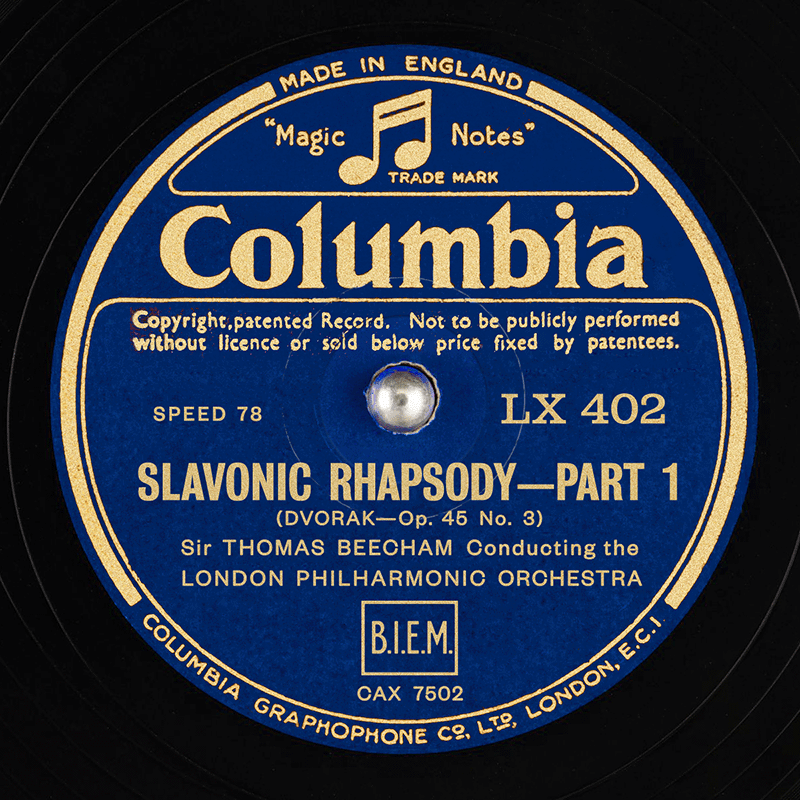 MADE IN ENGLAND
"Magic Notes"
TRADE MARK
Columbia
Copyright, patented Record. Not to be publicly performed
without licence or sold below price fixed by patentees.
SPEED 78 LX 402
SLAVONIC RHAPSODY—PART 1
(DVORAK—Op. 45 No. 3)
Sir THOMAS BEECHAM Conducting the
LONDON PHILHARMONIC ORCHESTRA
B.I.E.M.
CAX 7502
COLUMBIA GRAPHOPHONE CO, LTD, LONDON, E.C.1